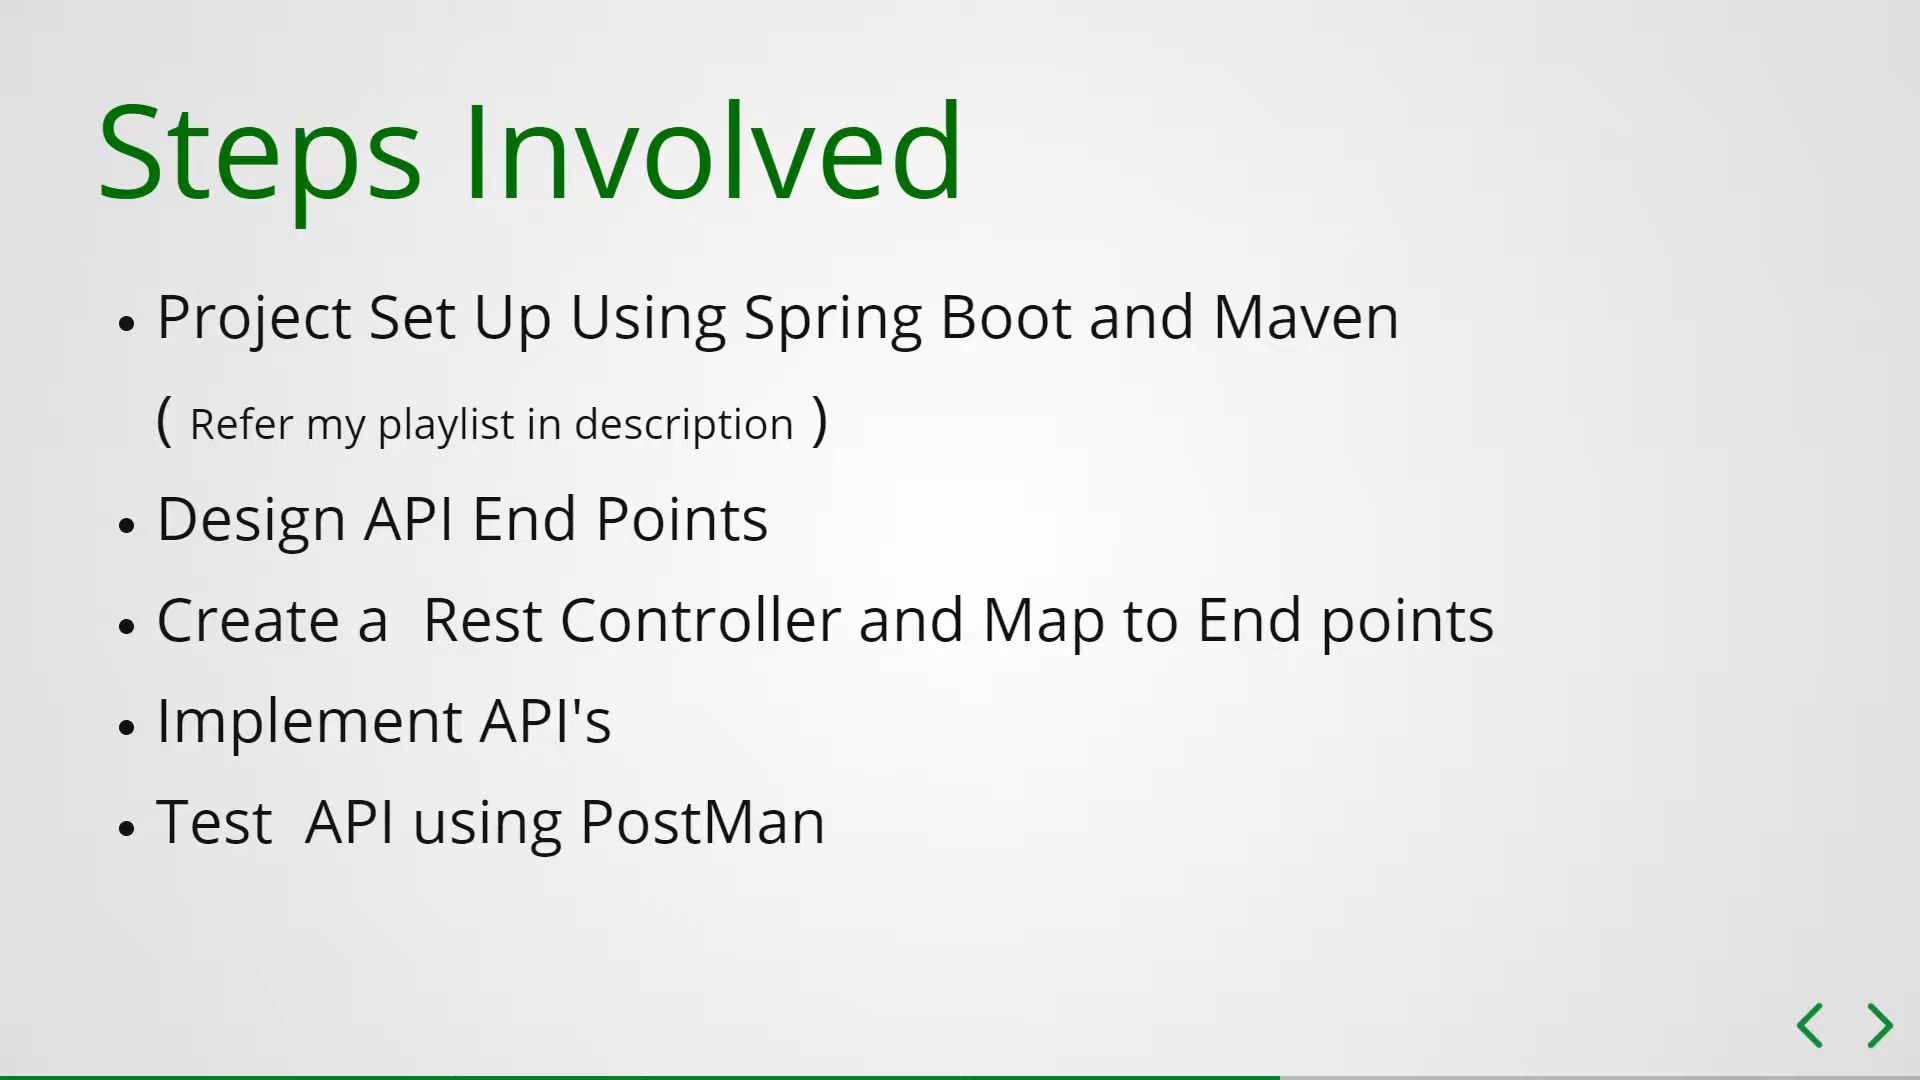 Steps Involved
• Project Set Up Using Spring Boot and Maven
( Refer my playlist in description )
• Design API End Points
• Create a  Rest Controller and Map to End points
• Implement API's
• Test  API using PostMan